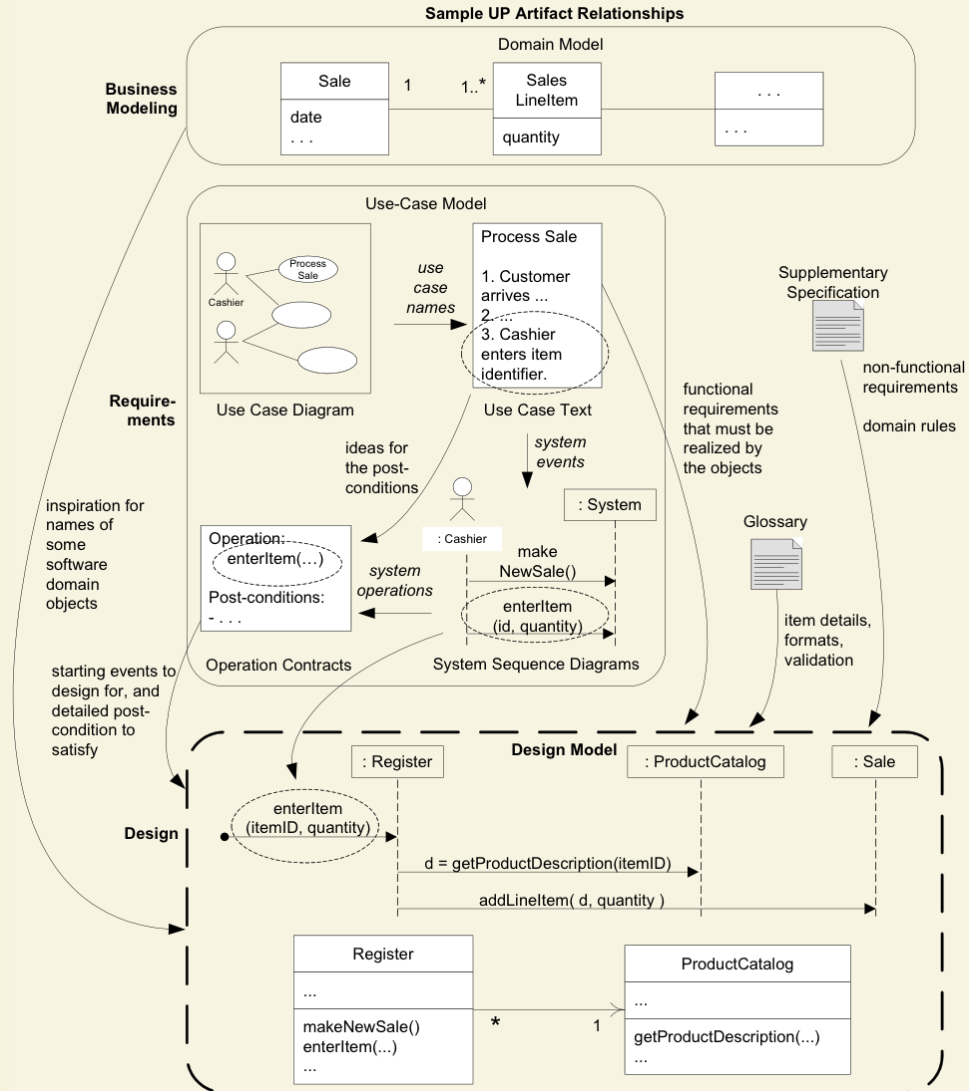 Sample UP Artifact Relationships
Domain Model
Business
Modeling
Sale
date
. . .
1
1..*
Sales
LineItem
quantity
. . .
. . .
Use-Case Model
Process
Sale
Cashier
Use Case Diagram
use
case
names
Process Sale
1. Customer
arrives ...
2. ...
3. Cashier
enters item
identifier.
Use Case Text
Require-
ments
Supplementary
Specification
non-functional
requirements
domain rules
functional
requirements
that must be
realized by
the objects
ideas for
the post-
conditions
system
events
inspiration for
names of
some
software
domain
objects
: System
: Cashier
make
NewSale()
enterItem
(id, quantity)
System Sequence Diagrams
Operation:
enterItem(…)
Post-conditions:
- . . .
Operation Contracts
system
operations
Glossary
item details,
formats,
validation
starting events to
design for, and
detailed post-
condition to
satisfy
Design Model
Design
: Register
: ProductCatalog
: Sale
enterItem
(itemID, quantity)
d = getProductDescription(itemID)
addLineItem( d, quantity )
Register
...
makeNewSale()
enterItem(...)
...
*
1
ProductCatalog
...
getProductDescription(...)
...